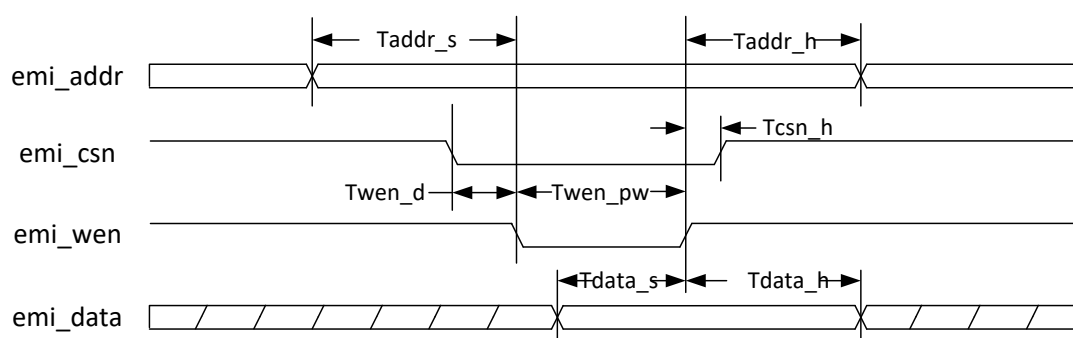 Taddr_s Taddr_h
emi_addr
Tcsn_h
emi_csn
Twen_d Twen_pw
emi_wen
Tdata_s Tdata_h
emi_data